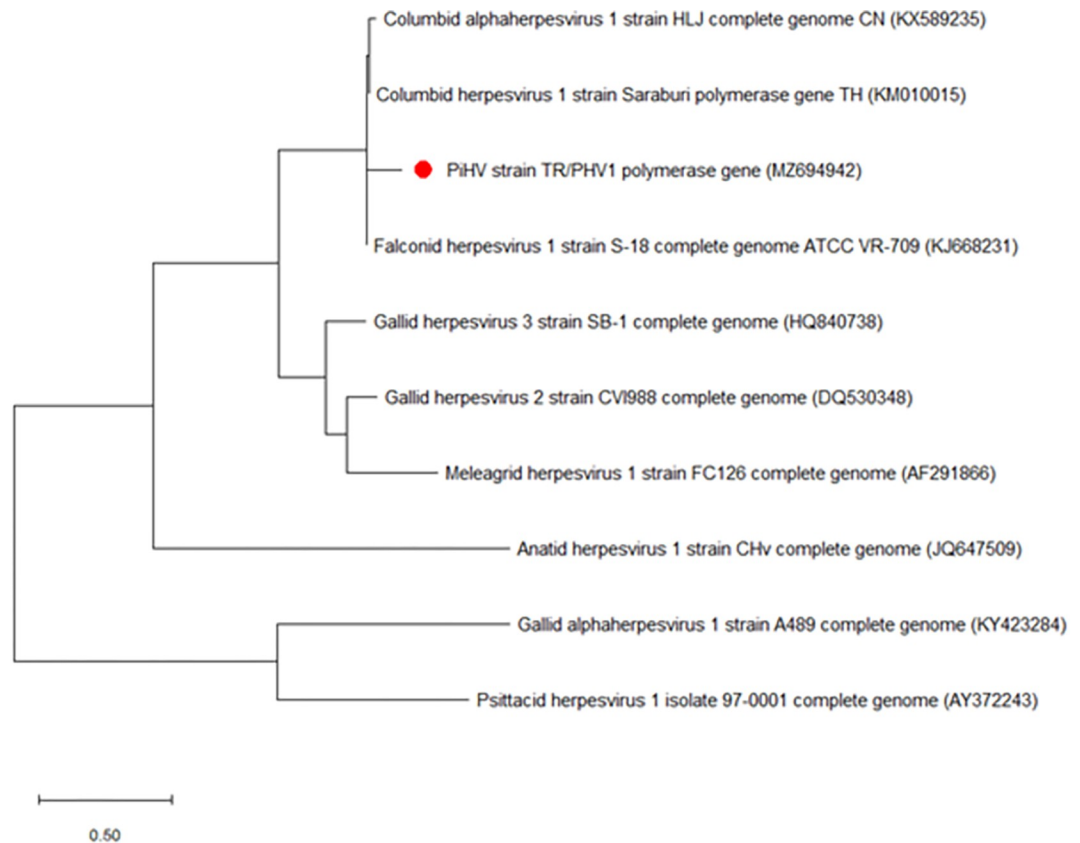 Columbid alphaherpesvirus 1 strain HLJ complete genome CN (KX589235)
Columbid herpesvirus 1 strain Saraburi polymerase gene TH (KM010015)
PiHV strain TR/PHV1 polymerase gene (MZ694942)
Falconid herpesvirus 1 strain S-18 complete genome ATCC VR-709 (KJ668231)
Gallid herpesvirus 3 strain SB-1 complete genome (HQ840738)
Gallid herpesvirus 2 strain CVI988 complete genome (DQ530348)
Meleagrid herpesvirus 1 strain FC126 complete genome (AF291866)
Anatid herpesvirus 1 strain CHv complete genome (JQ647509)
Gallid alphaherpesvirus 1 strain A489 complete genome (KY423284)
Psittacid herpesvirus 1 isolate 97-0001 complete genome (AY372243)
0.50